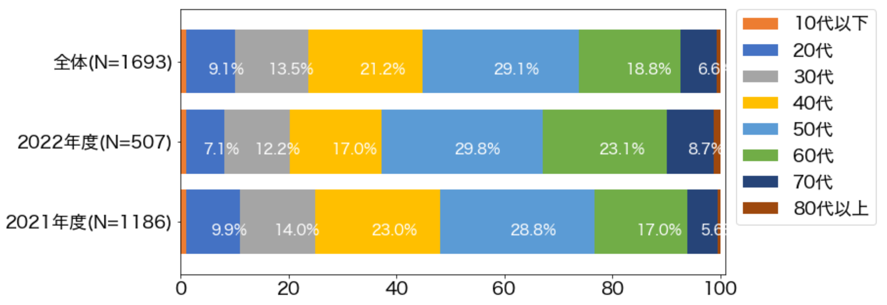 全体(N=1693)
9.1% 13.5% 21.2% 29.1% 18.8% 6.6
2022年度(N=507)
7.1% 12.2% 17.0% 29.8% 23.1% 8.7%
2021年度(N=1186)
9.9% 14.0% 23.0% 28.8% 17.0% 5.6
0 20 40 60 80 100
10代以下
20代
30代
40代
50代
60代
70代
80代以上